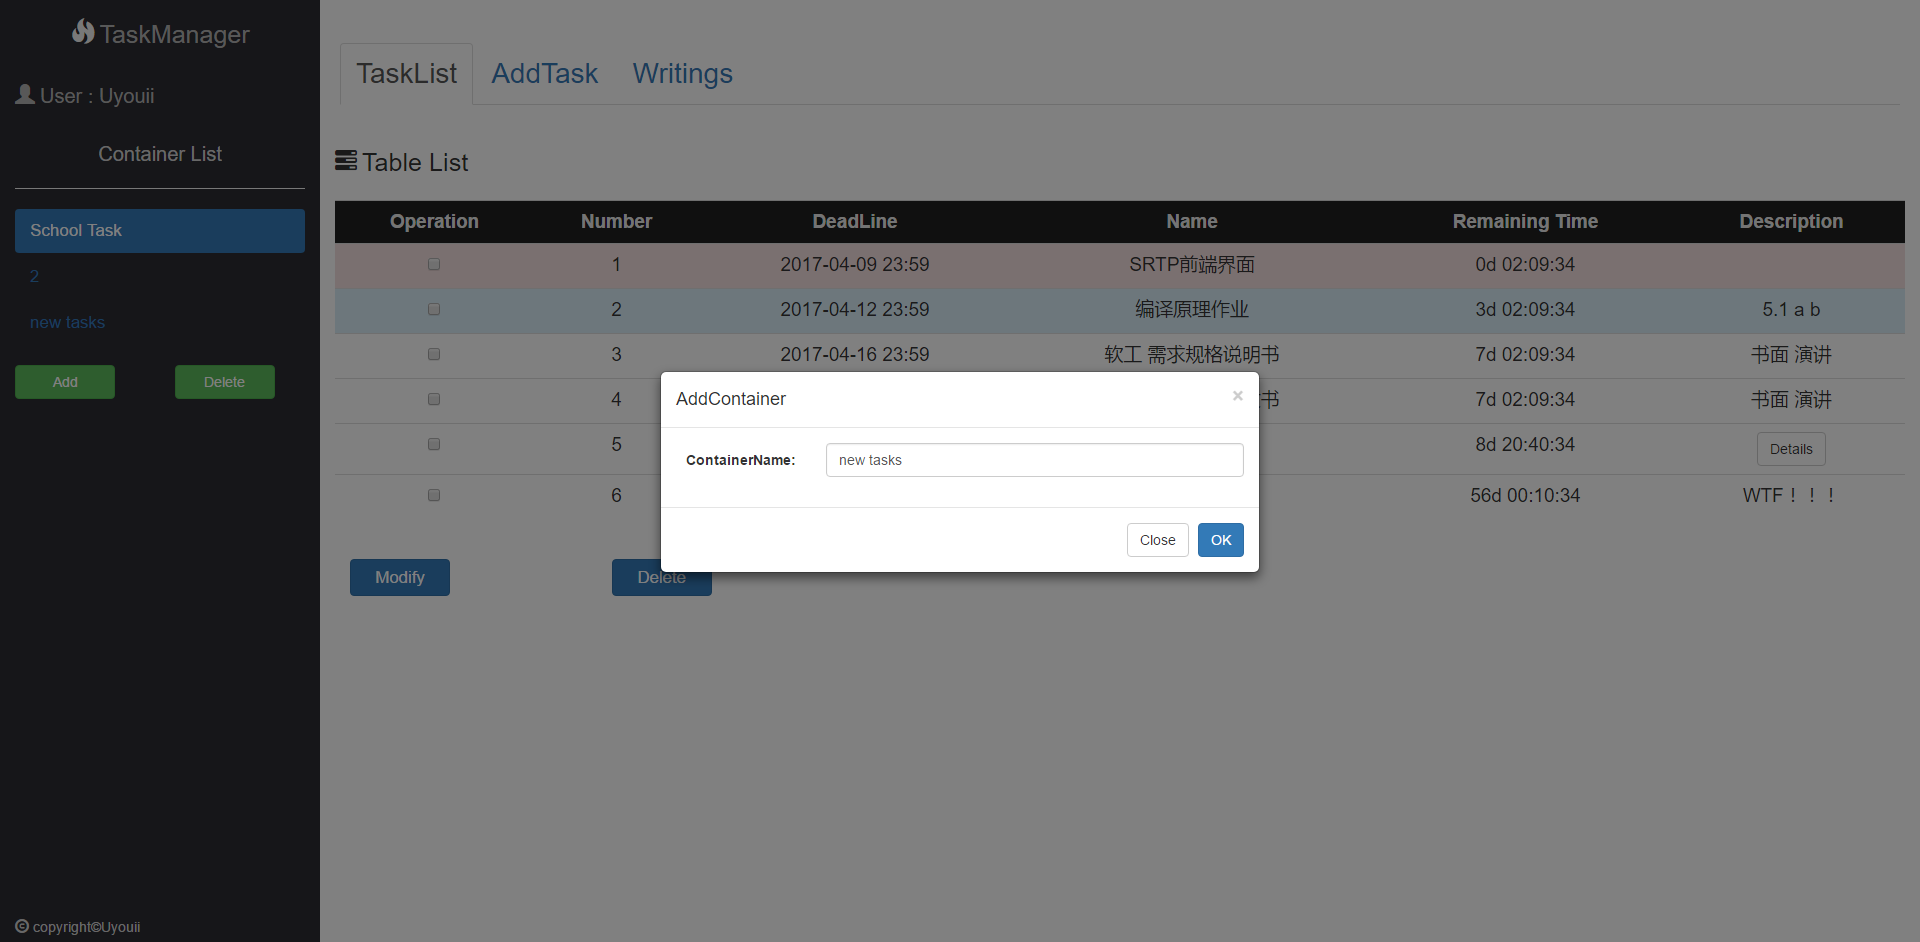 TaskManager
User : Uyouii
Container List
School Task
2
new tasks
Add Delete
copyright©Uyouii
TaskList AddTask Writings
Table List
Operation Number DeadLine Name Remaining Time Description
1 2017-04-09 23:59 SRTP前端界面 0d 02:09:34
2 2017-04-12 23:59 编译原理作业 3d 02:09:34 5.1 a b
3 2017-04-16 23:59 软工 需求规格说明书 7d 02:09:34 书面 演讲
4 书 7d 02:09:34 书面 演讲
5 8d 20:40:34 Details
6 56d 00:10:34 WTF！！！
Modify Delete
AddContainer ×
ContainerName: new tasks
Close OK